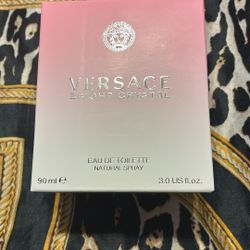 VERSACE
BRIGHT CRYSTAL
EAU DE TOILETTE
NATURAL SPRAY
90 ml ℮ 3.0 US fl.oz.